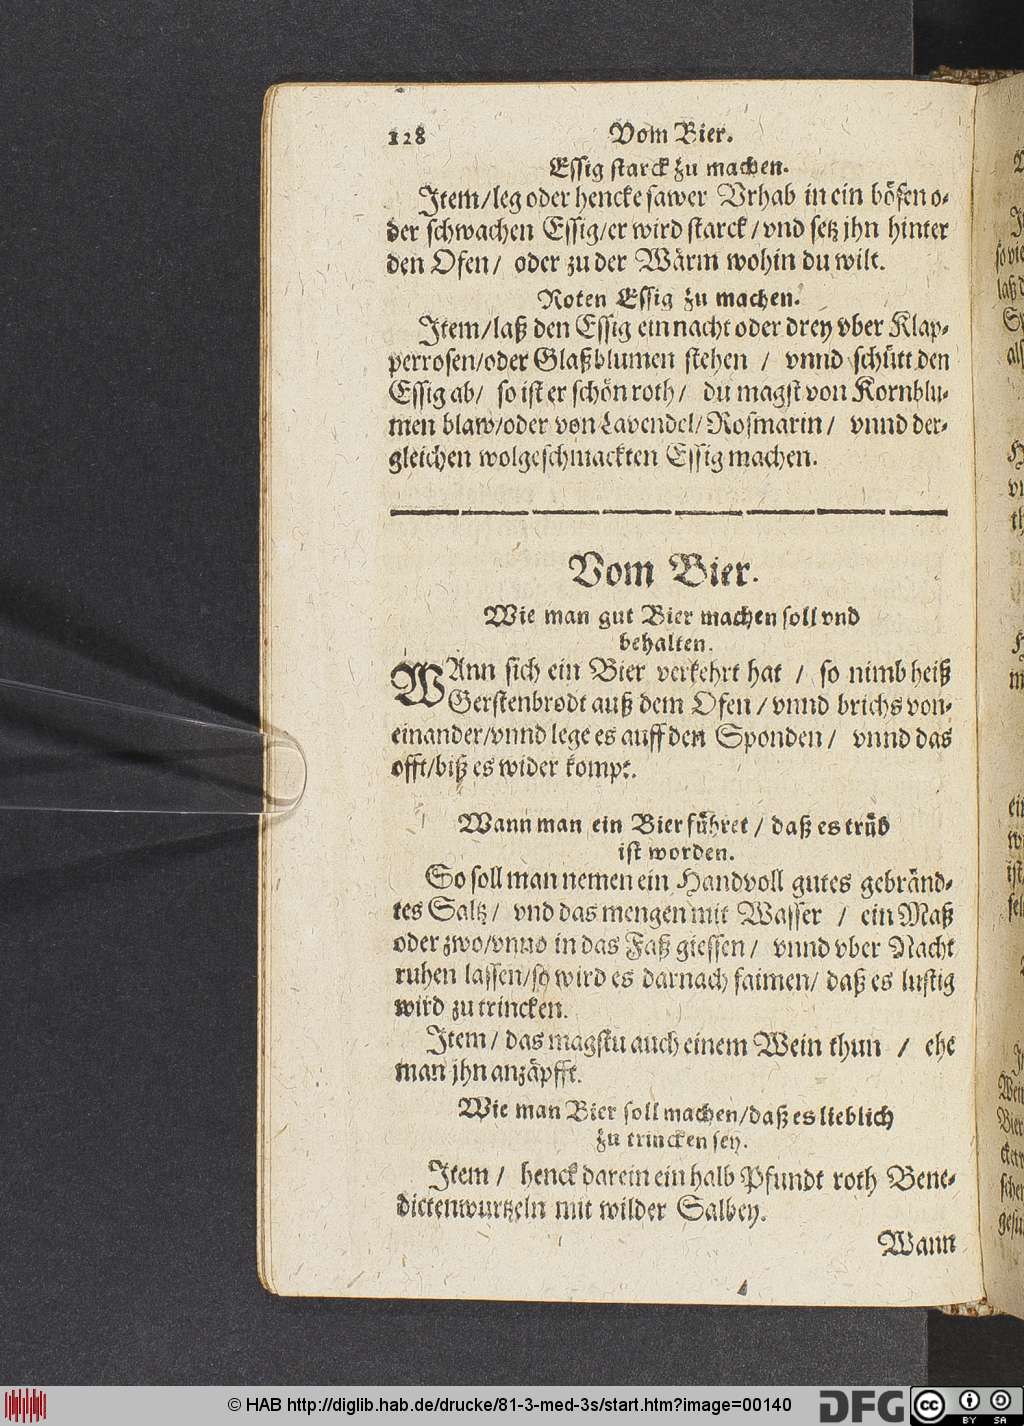 128 Vom Bier.
Essig starck zu machen.
Item/leg oder hencke sawer Vrhab in ein bösen o-
der schwachen Essig/er wird starck/vnd setz jhn hinter
den Ofen/ oder zu der Wärm wohin du wilt.
Roten Essig zu machen.
Item/laß den Essig ein nacht oder drey vber Klap-
perrosen/oder Glaßblumen stehen / vnnd schütt den
Essig ab/ so ist er schön roth/ du magst von Kornblu-
men blaw/oder von Lavendel/Rosmarin/ vnnd der-
gleichen wolgeschmackten Essig machen.
Vom Bier.
Wie man gut Bier machen soll vnd
behalten.
WAnn sich ein Bier verkehrt hat / so nimb heiß
Gerstenbrodt auß dem Ofen/vnnd brichs von-
einander/vnnd lege es auff den Sponden/ vnnd das
offt/biß es wider kompt.
Wann man ein Bier führet/ daß es trüb
ist worden.
So soll man nemen ein Handvoll gutes gebränd-
tes Saltz/ vnd das mengen mit Wasser / ein Maß
oder zwo/vnnd in das Faß giessen/ vnnd vber Nacht
ruhen lassen/so wird es darnach faimen/ daß es lustig
wird zu trincken.
Item/ das magstu auch einem Wein thun / ehe
man jhn anzäpfft.
Wie man Bier soll machen/daß es lieblich
zu trincken sey.
Item/ henck darein ein halb Pfundt roth Bene-
dictenwurtzeln mit wilder Salbey.
Wann
© HAB http://diglib.hab.de/drucke/81-3-med-3s/start.htm?image=00140
DFG
cc BY SA